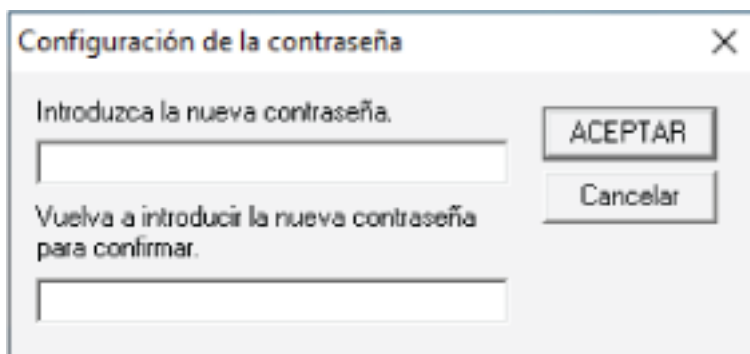 Configuración de la contraseña
Introduzca la nueva contraseña.
ACEPTAR
Cancelar
Vuelva a introducir la nueva contraseña
para confirmar.